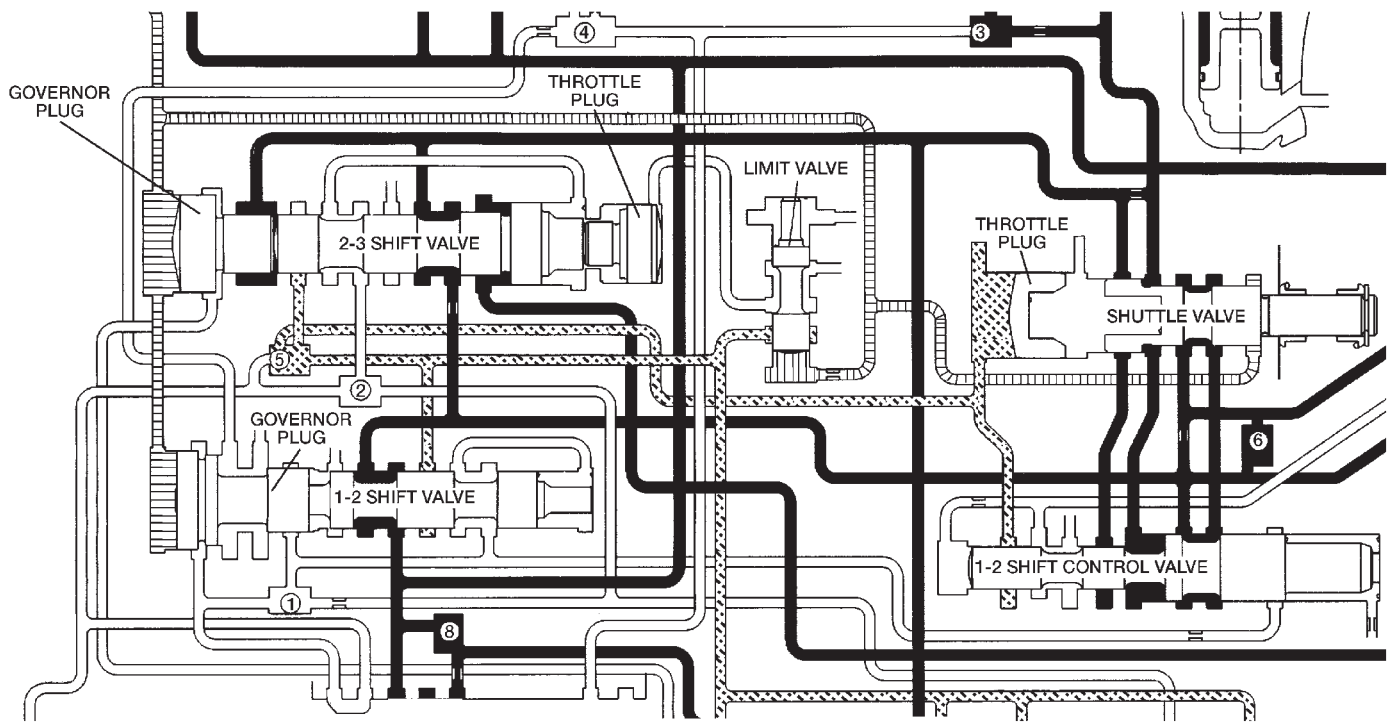 ④
③
GOVERNOR
PLUG
THROTTLE
PLUG
LIMIT VALVE
THROTTLE
PLUG
2-3 SHIFT VALVE
SHUTTLE VALVE
⑤
②
GOVERNOR
PLUG
⑥
1-2 SHIFT VALVE
1-2 SHIFT CONTROL VALVE
①
⑧